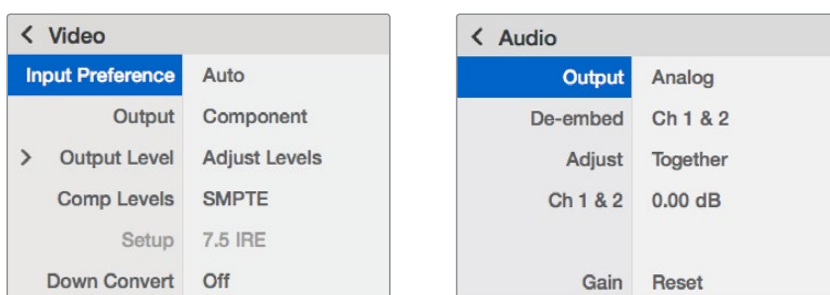 < Video
Input Preference Auto
Output Component
> Output Level Adjust Levels
Comp Levels SMPTE
Setup 7.5 IRE
Down Convert Off
< Audio
Output Analog
De-embed Ch 1 & 2
Adjust Together
Ch 1 & 2 0.00 dB
Gain Reset